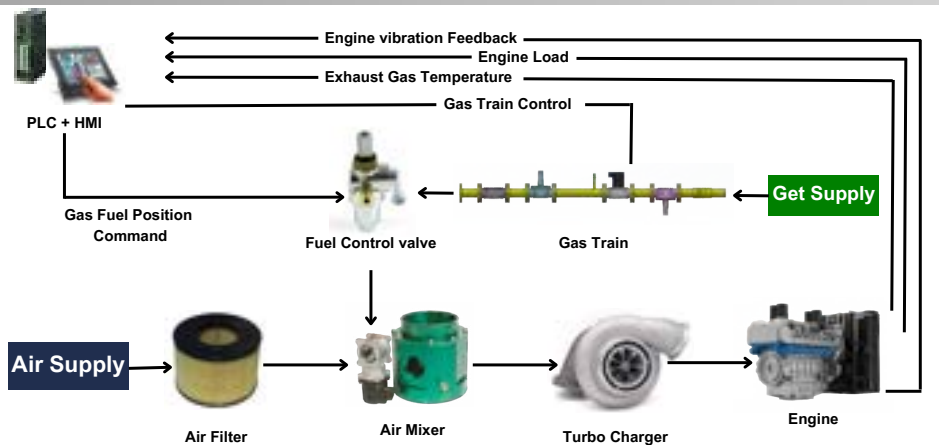 Engine vibration Feedback
Engine Load
Exhaust Gas Temperature
Gas Train Control
PLC + HMI
Get Supply
Gas Fuel Position
Command
Fuel Control valve
Gas Train
Air Supply
Air Filter
Air Mixer
Turbo Charger
Engine